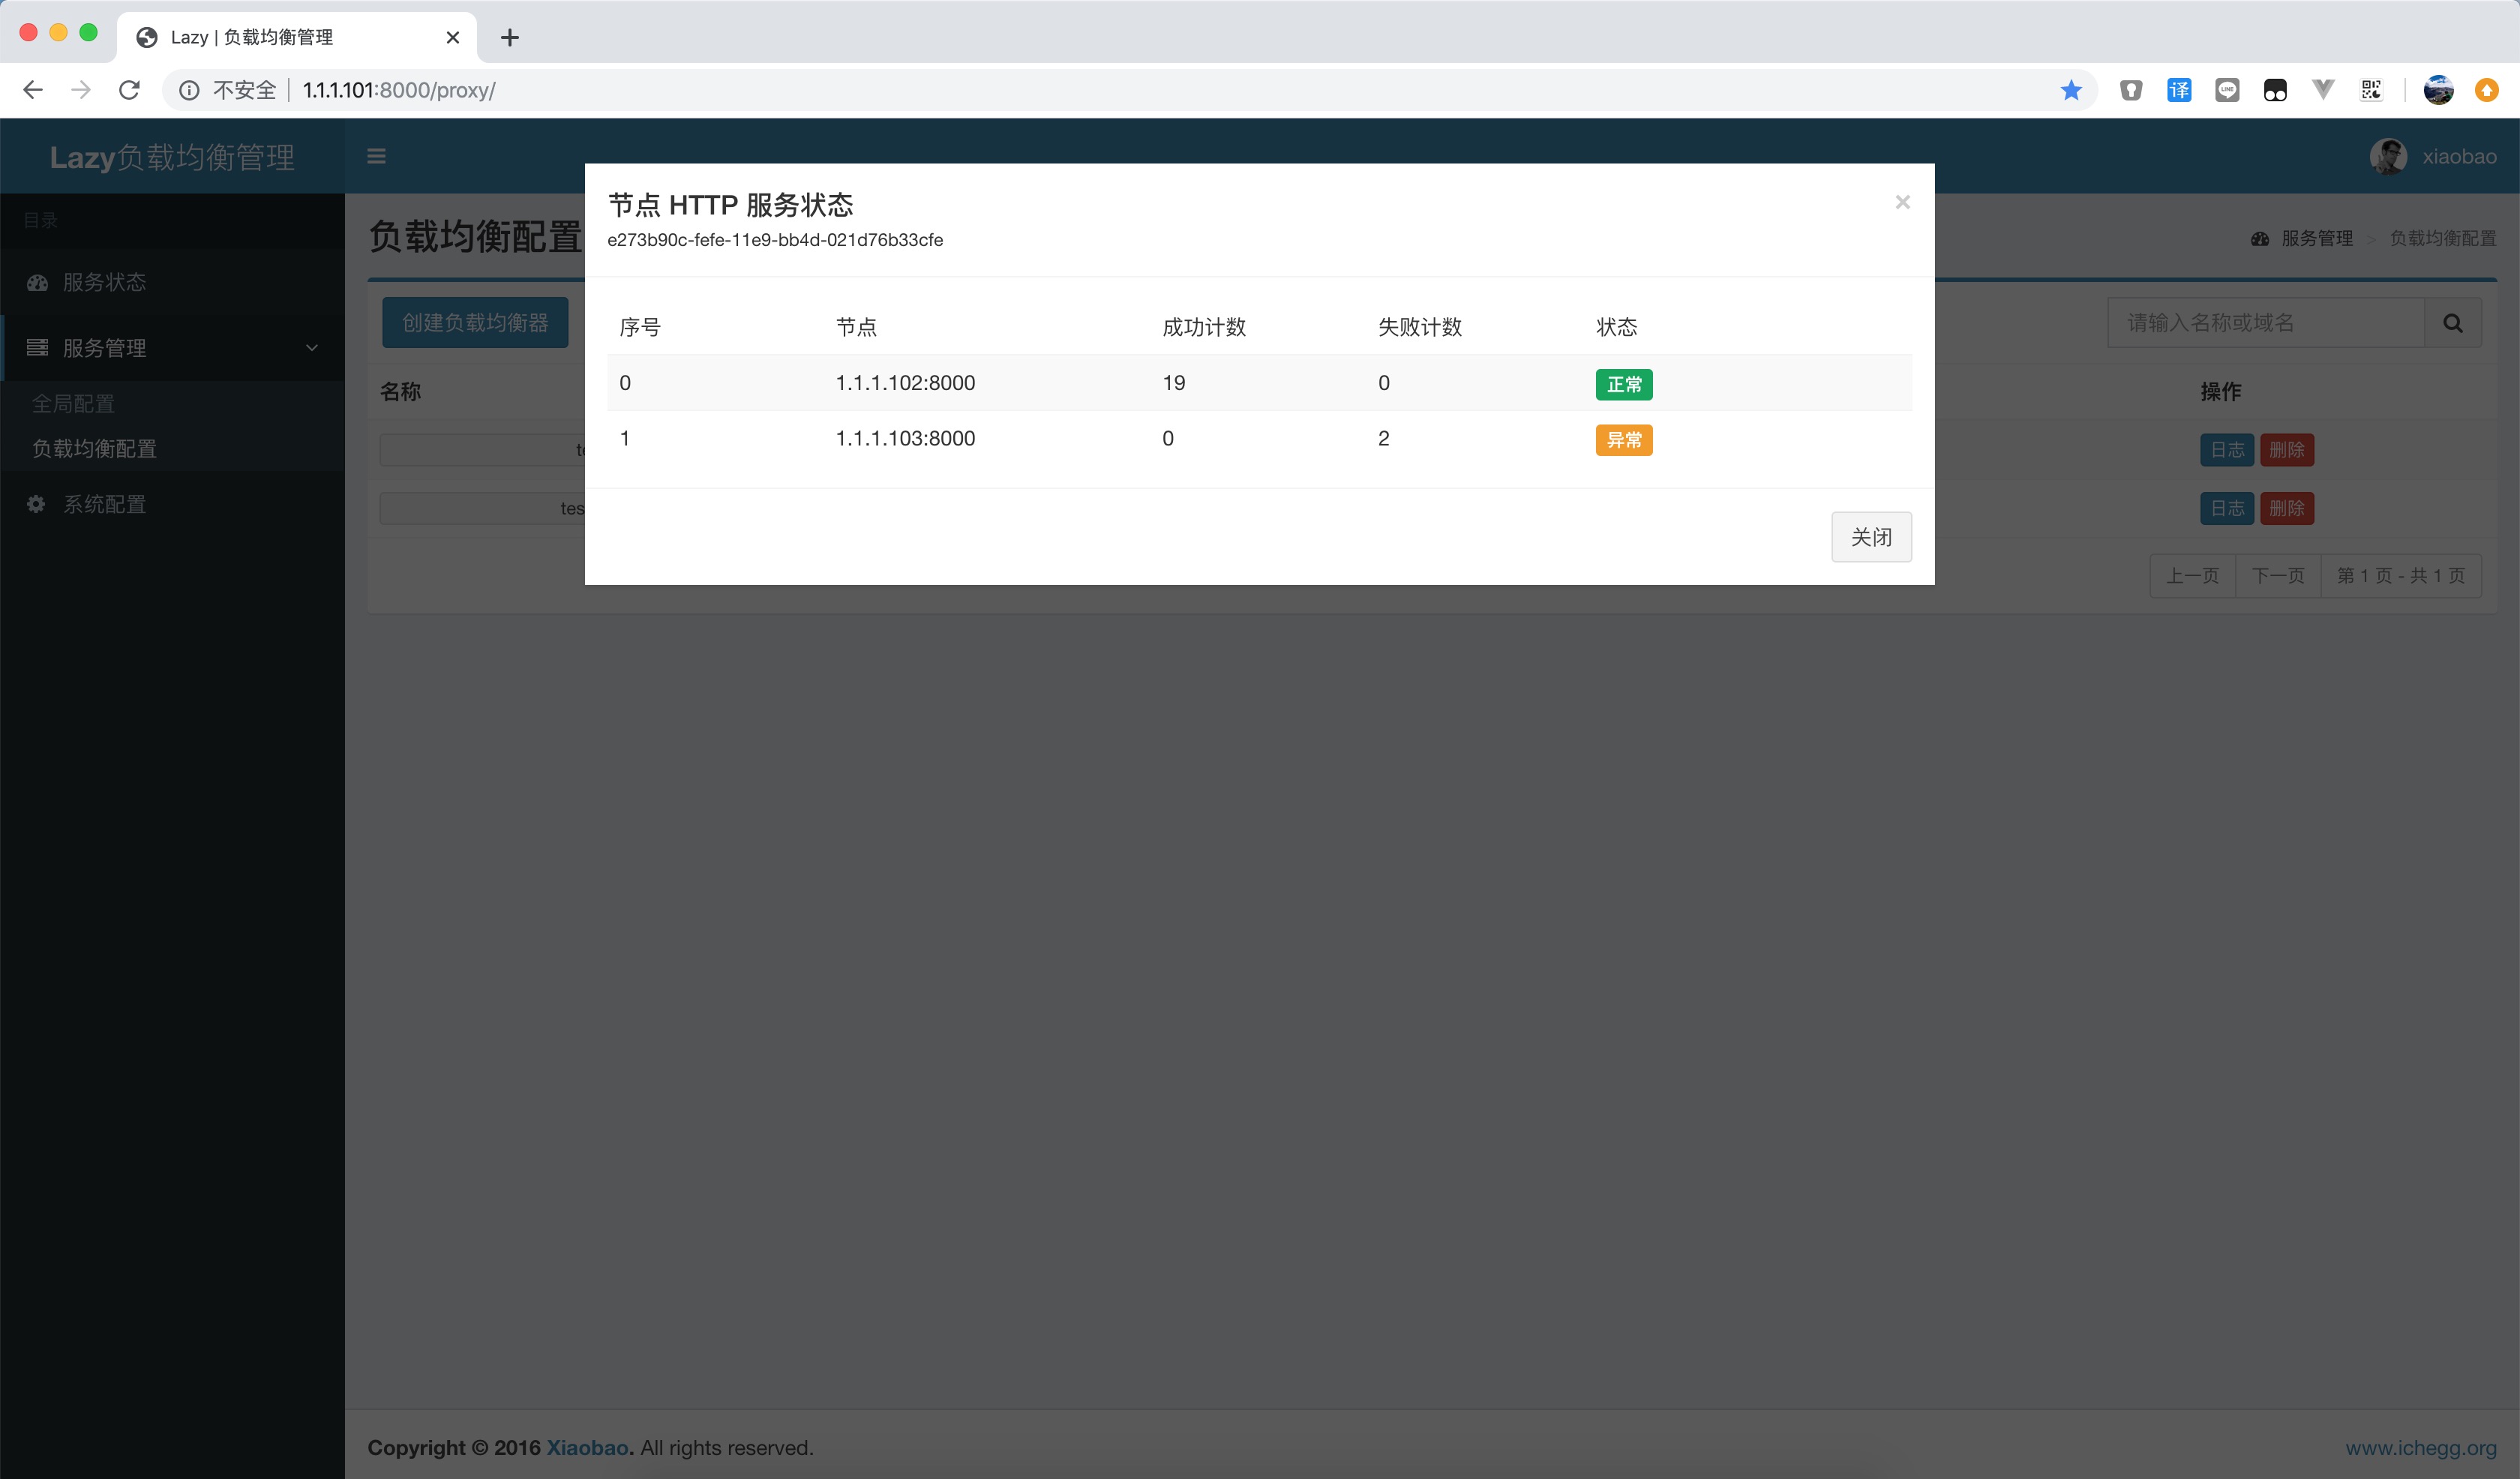 Lazy | 负载均衡管理
不安全 | 1.1.1.101:8000/proxy/
译
LINE
Lazy负载均衡管理
xiaobao
目录
服务状态
服务管理
全局配置
负载均衡配置
系统配置
负载均衡配置
服务管理 > 负载均衡配置
创建负载均衡器
请输入名称或域名
名称
操作
日志 删除
tes
日志 删除
上一页 下一页 第 1 页 - 共 1 页
节点 HTTP 服务状态
×
e273b90c-fefe-11e9-bb4d-021d76b33cfe
序号 节点 成功计数 失败计数 状态
0 1.1.1.102:8000 19 0 正常
1 1.1.1.103:8000 0 2 异常
关闭
Copyright © 2016 Xiaobao. All rights reserved.
www.ichegg.org